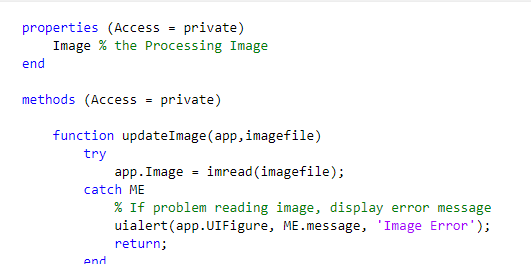 properties (Access = private)
Image % the Processing Image
end
methods (Access = private)
function updateImage(app,imagefile)
try
app.Image = imread(imagefile);
catch ME
% If problem reading image, display error message
uialert(app.UIFigure, ME.message, 'Image Error');
return;
end